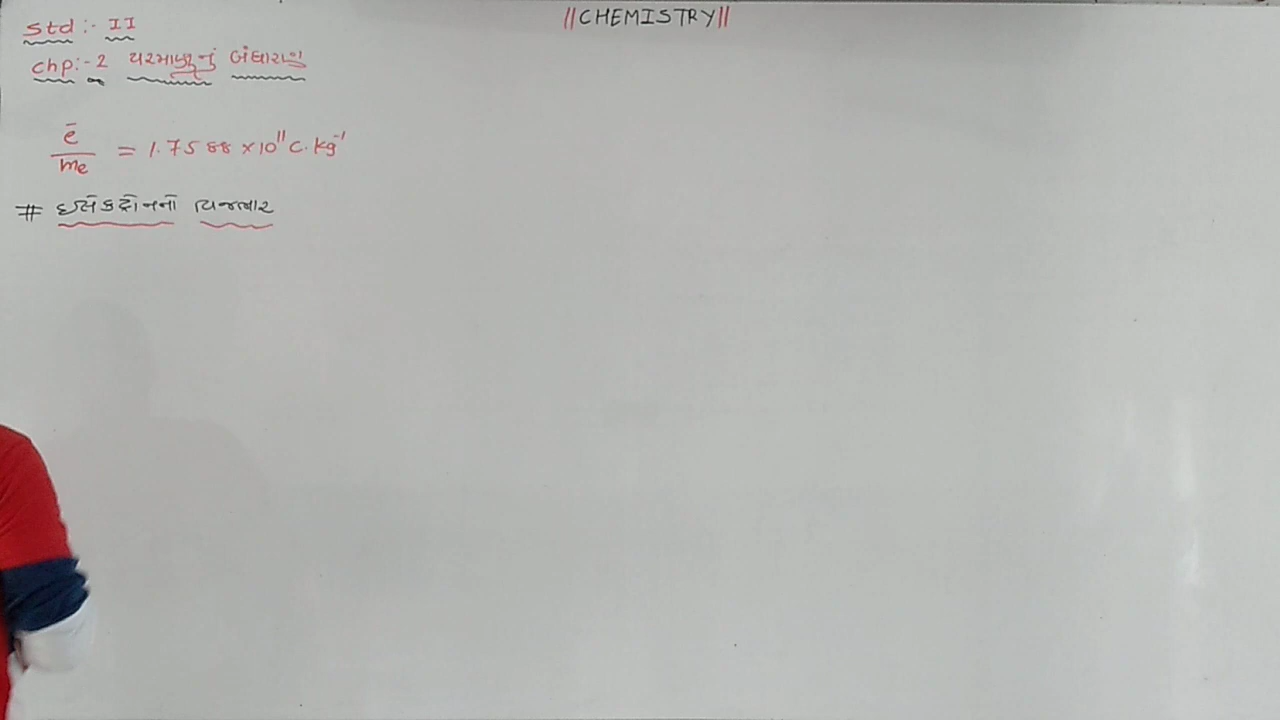 ||CHEMISTRY||
Std :- II
chp:- 2 પરમાણુનું બંધારણ
e̅/me = 1.7588 × 10¹¹ C.kg⁻¹
# ઇલેક્ટ્રોનનો વિજભાર